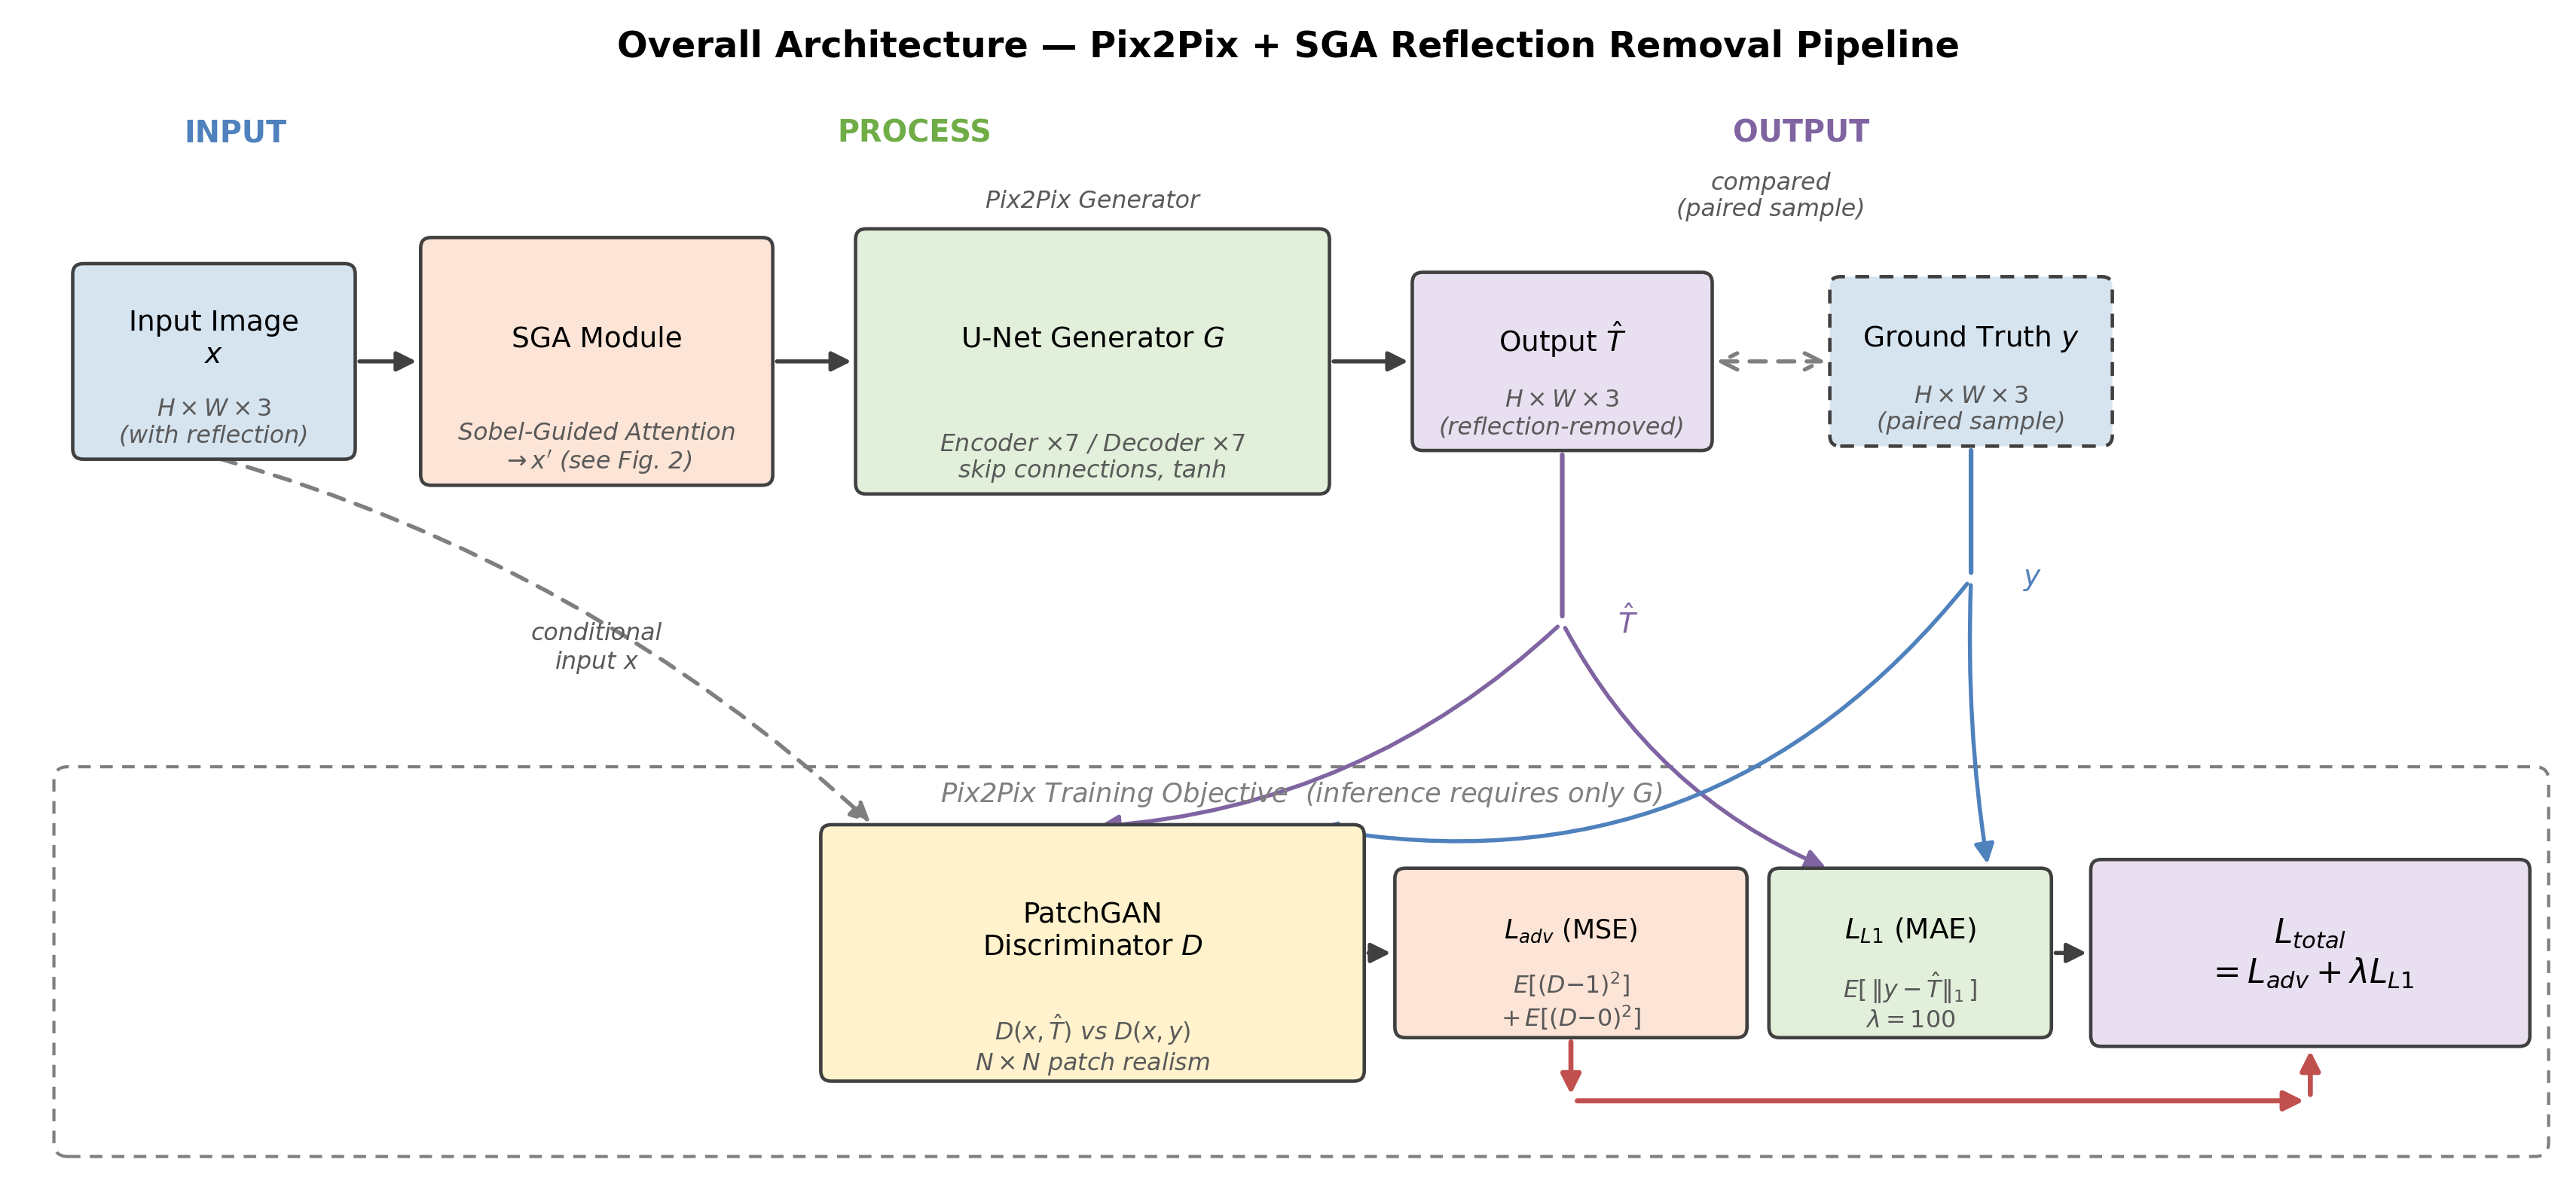 Overall Architecture — Pix2Pix + SGA Reflection Removal Pipeline
INPUT
PROCESS
OUTPUT
Pix2Pix Generator
compared
(paired sample)
Input Image
x
H × W × 3
(with reflection)
SGA Module
Sobel-Guided Attention
→ x′ (see Fig. 2)
U-Net Generator G
Encoder ×7 / Decoder ×7
skip connections, tanh
Output T̂
H × W × 3
(reflection-removed)
Ground Truth y
H × W × 3
(paired sample)
conditional
input x
T̂
y
Pix2Pix Training Objective (inference requires only G)
PatchGAN
Discriminator D
D(x, T̂) vs D(x, y)
N × N patch realism
L_adv (MSE)
E[(D−1)²]
+ E[(D−0)²]
L_L1 (MAE)
E[ ‖y − T̂‖₁ ]
λ = 100
L_total
= L_adv + λL_L1